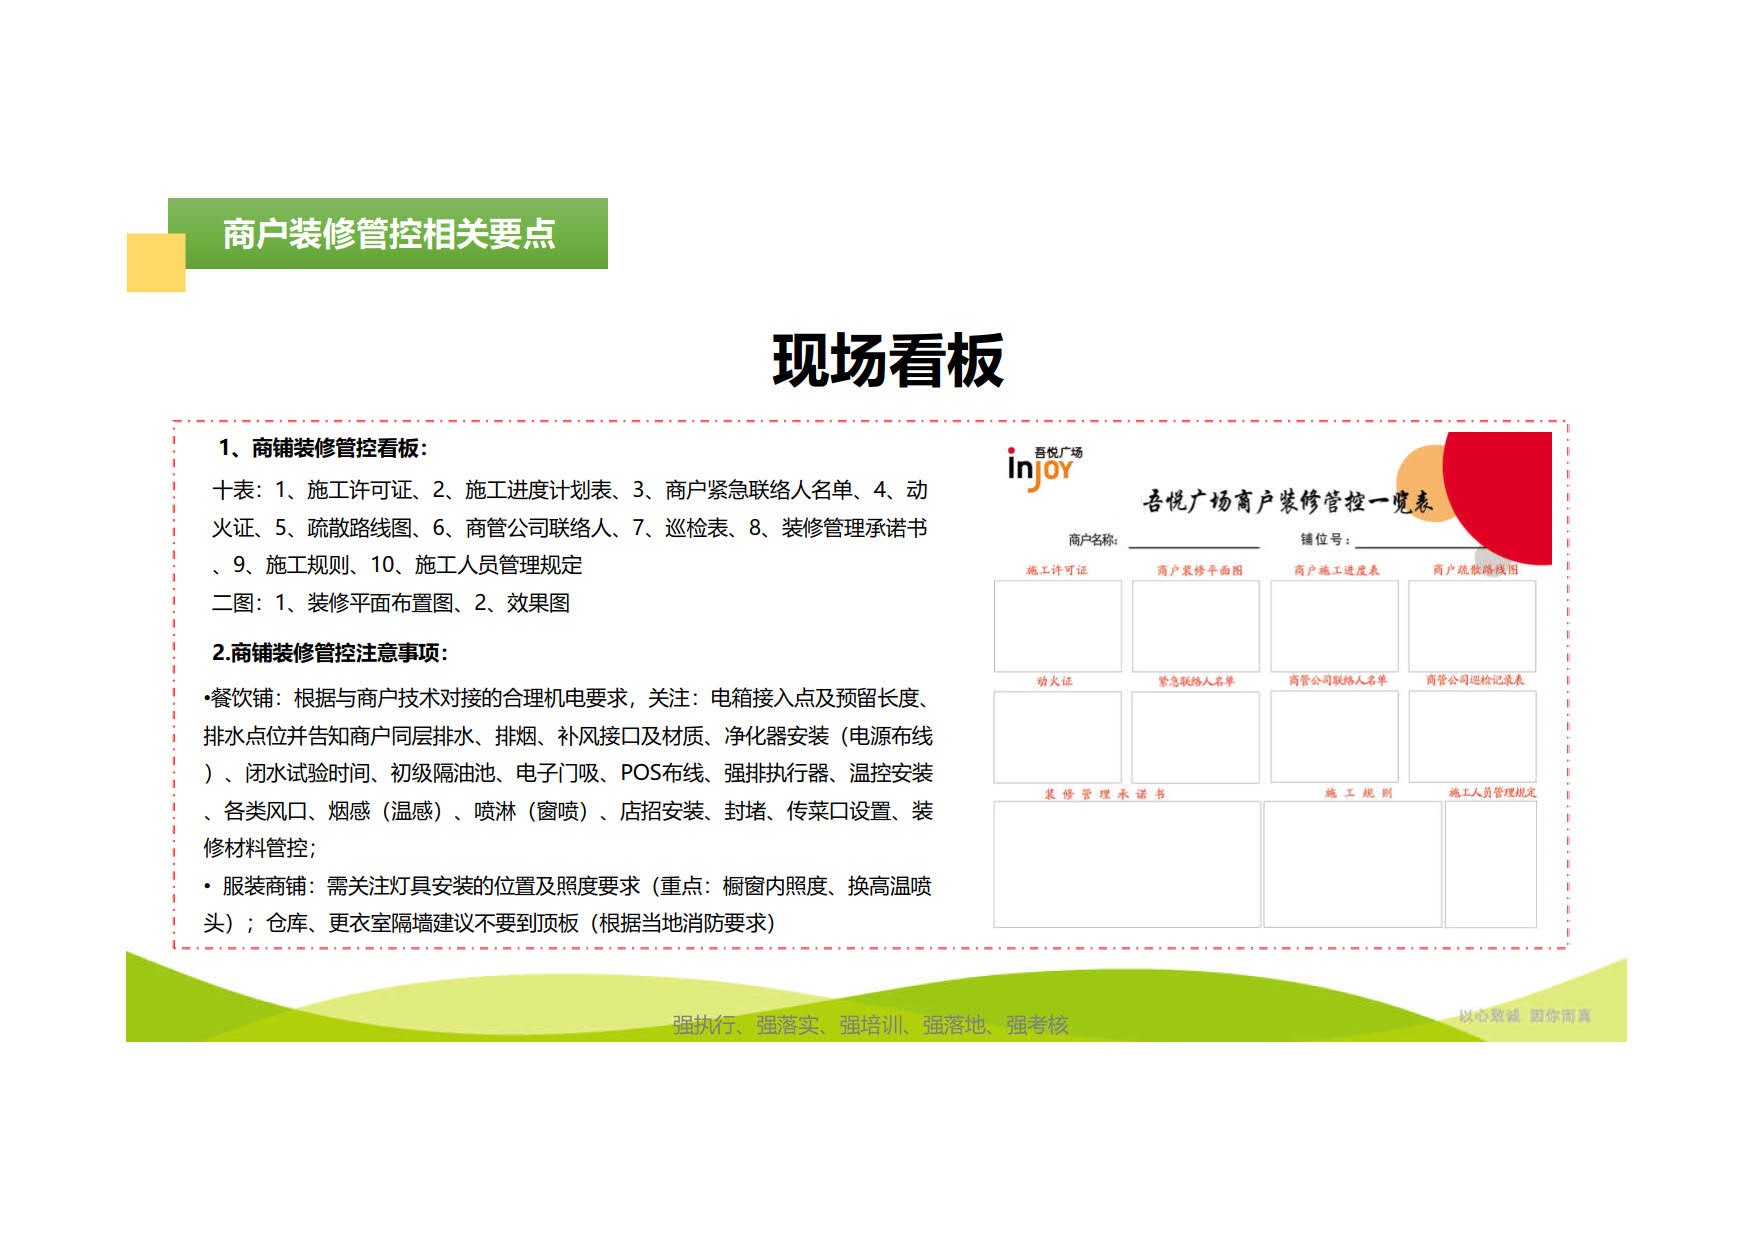 商户装修管控相关要点
现场看板
1、商铺装修管控看板：
十表：1、施工许可证、2、施工进度计划表、3、商户紧急联络人名单、4、动
火证、5、疏散路线图、6、商管公司联络人、7、巡检表、8、装修管理承诺书
、9、施工规则、10、施工人员管理规定
二图：1、装修平面布置图、2、效果图
2.商铺装修管控注意事项：
•餐饮铺：根据与商户技术对接的合理机电要求，关注：电箱接入点及预留长度、
排水点位并告知商户同层排水、排烟、补风接口及材质、净化器安装（电源布线
）、闭水试验时间、初级隔油池、电子门吸、POS布线、强排执行器、温控安装
、各类风口、烟感（温感）、喷淋（窗喷）、店招安装、封堵、传菜口设置、装
修材料管控；
• 服装商铺：需关注灯具安装的位置及照度要求（重点：橱窗内照度、换高温喷
头）；仓库、更衣室隔墙建议不要到顶板（根据当地消防要求）
吾悦广场
injoy
吾悦广场商户装修管控一览表
商户名称： 铺位号：
施工许可证 商户装修平面图 商户施工进度表 商户疏散路线图
动火证 紧急联络人名单 商管公司联络人名单 商管公司巡检记录表
装修管理承诺书 施工规则 施工人员管理规定
强执行、强落实、强培训、强落地、强考核
以心致诚 因你而真